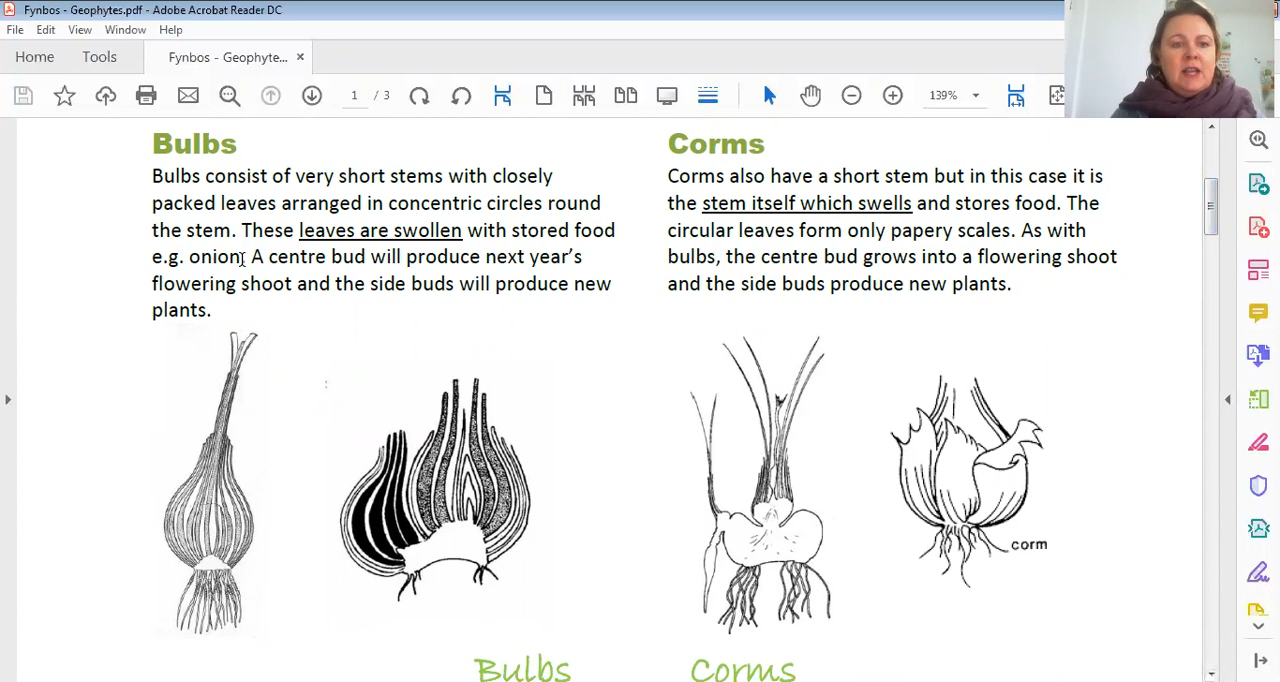 Fynbos - Geophytes.pdf - Adobe Acrobat Reader DC
File Edit View Window Help
Home Tools Fynbos - Geophyte... ×
1 / 3 139%
Bulbs
Bulbs consist of very short stems with closely
packed leaves arranged in concentric circles round
the stem. These leaves are swollen with stored food
e.g. onion. A centre bud will produce next year's
flowering shoot and the side buds will produce new
plants.
Corms
Corms also have a short stem but in this case it is
the stem itself which swells and stores food. The
circular leaves form only papery scales. As with
bulbs, the centre bud grows into a flowering shoot
and the side buds produce new plants.
corm
Bulbs Corms